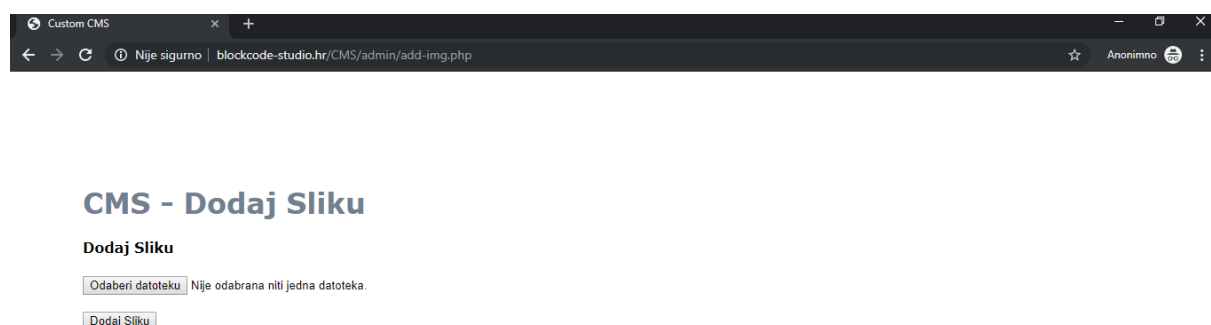 Custom CMS
Nije sigurno | blockcode-studio.hr/CMS/admin/add-img.php Anonimno
CMS - Dodaj Sliku
Dodaj Sliku
Odaberi datoteku Nije odabrana niti jedna datoteka.
Dodaj Sliku